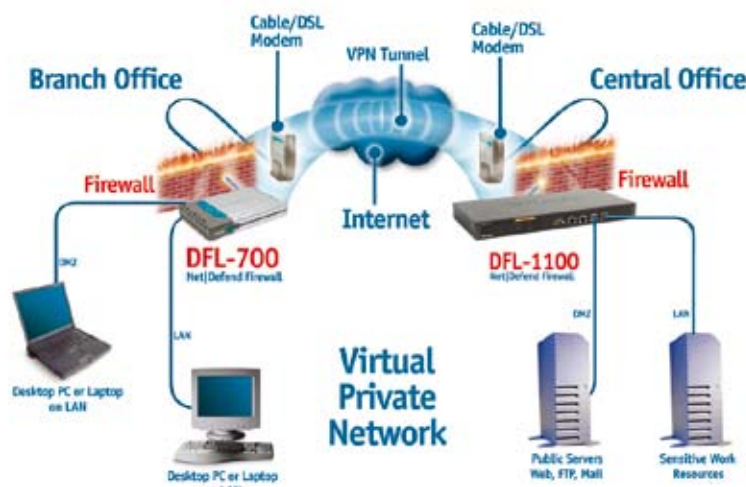 Cable/DSL
Modem
VPN Tunnel
Cable/DSL
Modem
Branch Office
Central Office
Firewall
Firewall
Internet
DFL-700
Net|Defend Firewall
DFL-1100
Net|Defend Firewall
DMZ
LAN
DMZ
LAN
Desktop PC or Laptop
on LAN
Virtual
Private
Network
Desktop PC or Laptop
Public Servers
Web, FTP, Mail
Sensitive Work
Resources